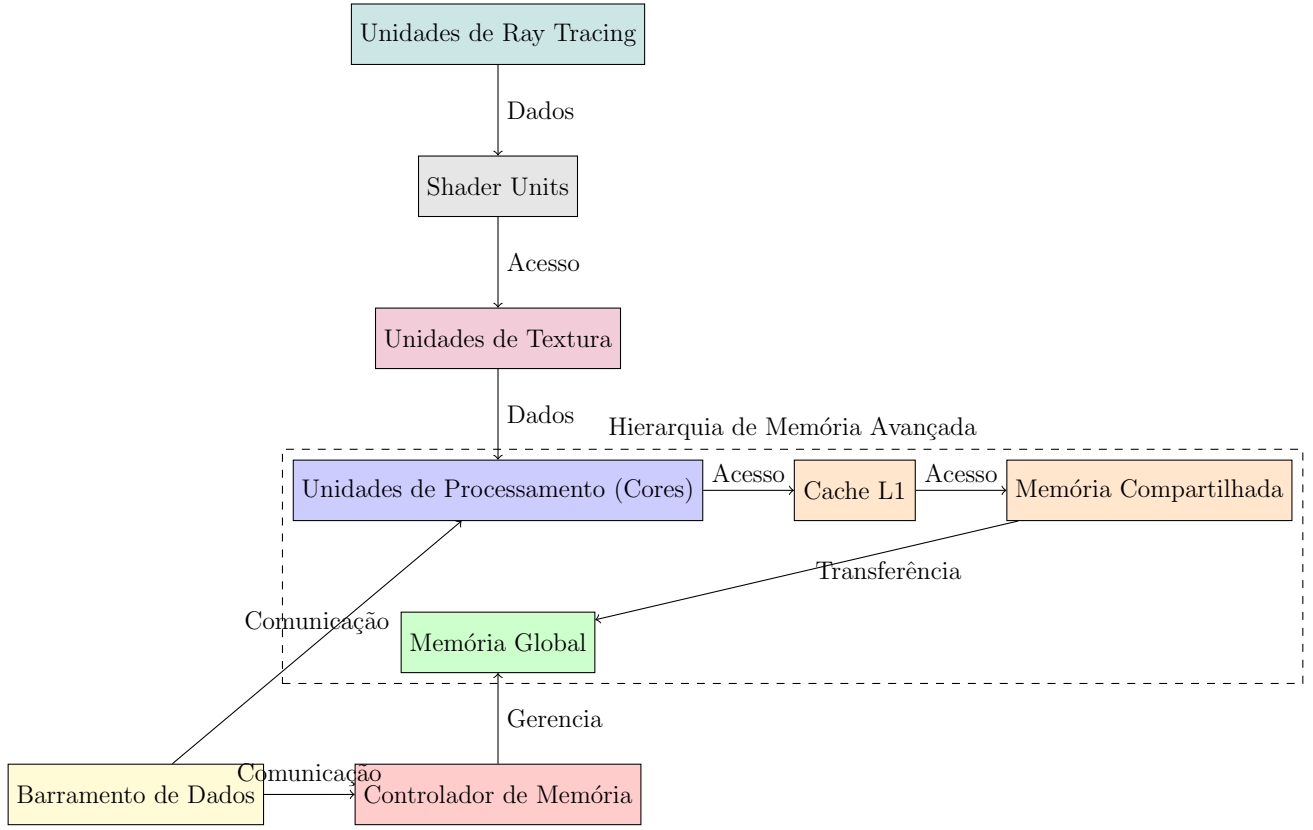 Unidades de Ray Tracing
Dados
Shader Units
Acesso
Unidades de Textura
Dados
Hierarquia de Memória Avançada
Unidades de Processamento (Cores)
Acesso
Cache L1
Acesso
Memória Compartilhada
Transferência
Comunicação
Memória Global
Gerencia
Comunicação
Barramento de Dados
Controlador de Memória